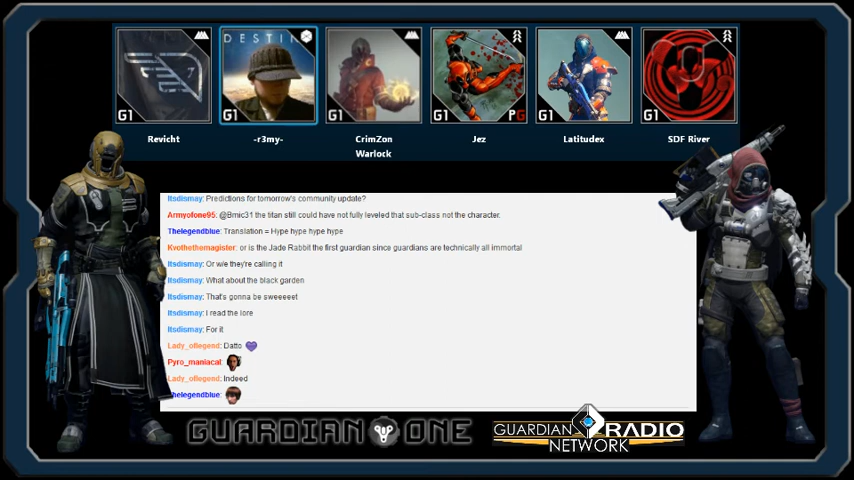 DESTIN
G1
G1
G1
G1 PG
G1
G1
Revicht
-r3my-
CrimZon
Warlock
Jez
Latitudex
SDF River
Itsdismay: Predictions for tomorrow's community update?
Armyofone95: @Bmic31 the titan still could have not fully leveled that sub-class not the character.
Thelegendblue: Translation = Hype hype hype hype
Kvothethemagister: or is the Jade Rabbit the first guardian since guardians are technically all immortal
Itsdismay: Or w/e they're calling it
Itsdismay: What about the black garden
Itsdismay: That's gonna be sweeeeet
Itsdismay: I read the lore
Itsdismay: For it
Lady_oflegend: Datto
Pyro_maniacal:
Lady_oflegend: Indeed
Thelegendblue:
GUARDIAN ONE
GUARDIAN RADIO
NETWORK